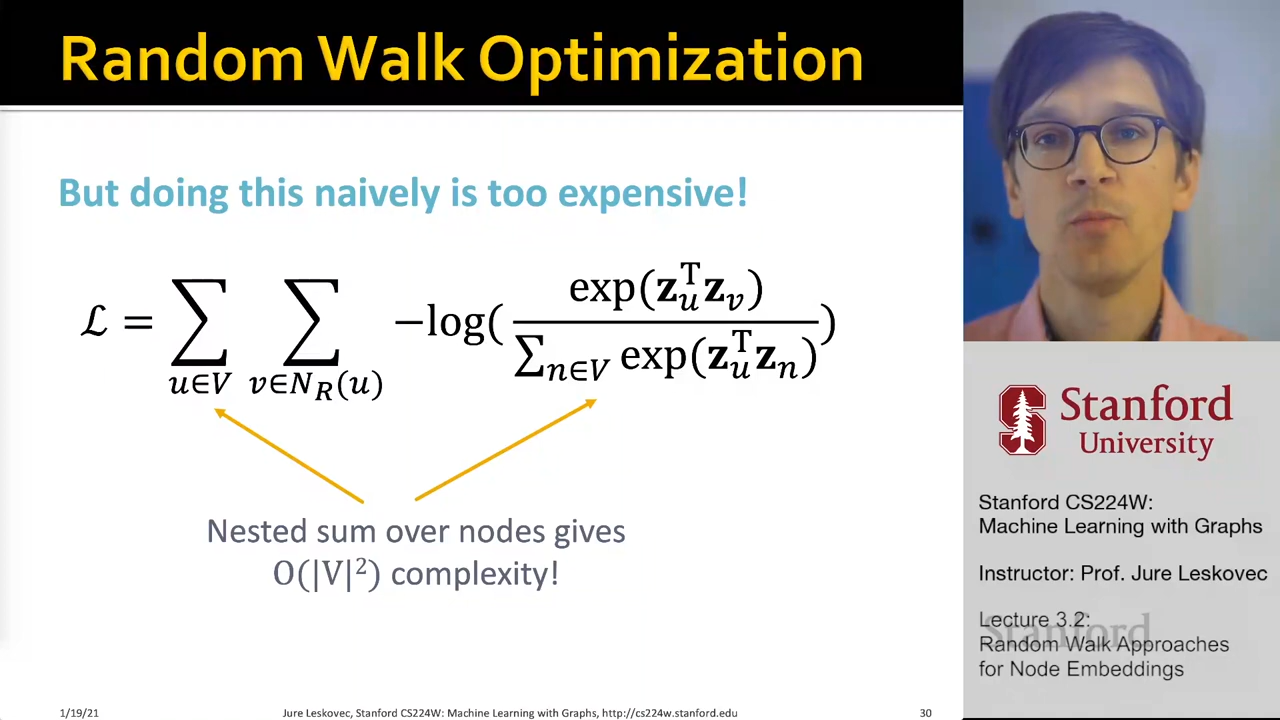 Random Walk Optimization
But doing this naively is too expensive!
ℒ = ∑_{u∈V} ∑_{v∈N_R(u)} −log( exp(𝐳_u^T 𝐳_v) / ∑_{n∈V} exp(𝐳_u^T 𝐳_n) )
Nested sum over nodes gives
O(|V|²) complexity!
1/19/21
Jure Leskovec, Stanford CS224W: Machine Learning with Graphs, http://cs224w.stanford.edu
30
Stanford
University
Stanford CS224W:
Machine Learning with Graphs
Instructor: Prof. Jure Leskovec
Lecture 3.2:
Stanford
Random Walk Approaches
for Node Embeddings